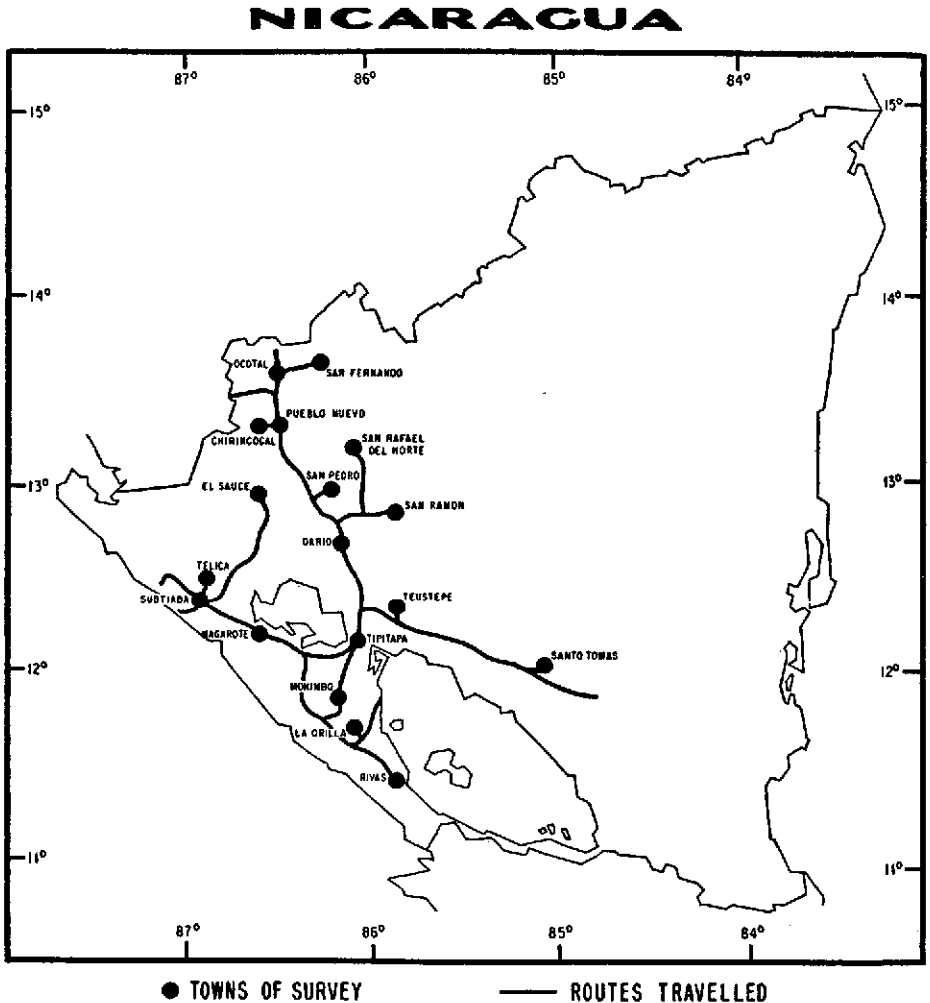 NICARAGUA
87° 86° 85° 84°
15° 15°
14° 14°
OCOTAL
SAN FERNANDO
PUEBLO NUEVO
CHIRINCOCAL
SAN RAFAEL
DEL NORTE
SAN PEDRO
EL SAUCE
13° 13°
SAN RAMON
DARIO
TELICA
SUBTIABA
TEUSTEPE
NAGAROTE
TIPITAPA
SANTO TOMAS
12° 12°
MONIMBO
LA ORILLA
RIVAS
11° 11°
87° 86° 85° 84°
TOWNS OF SURVEY
ROUTES TRAVELLED